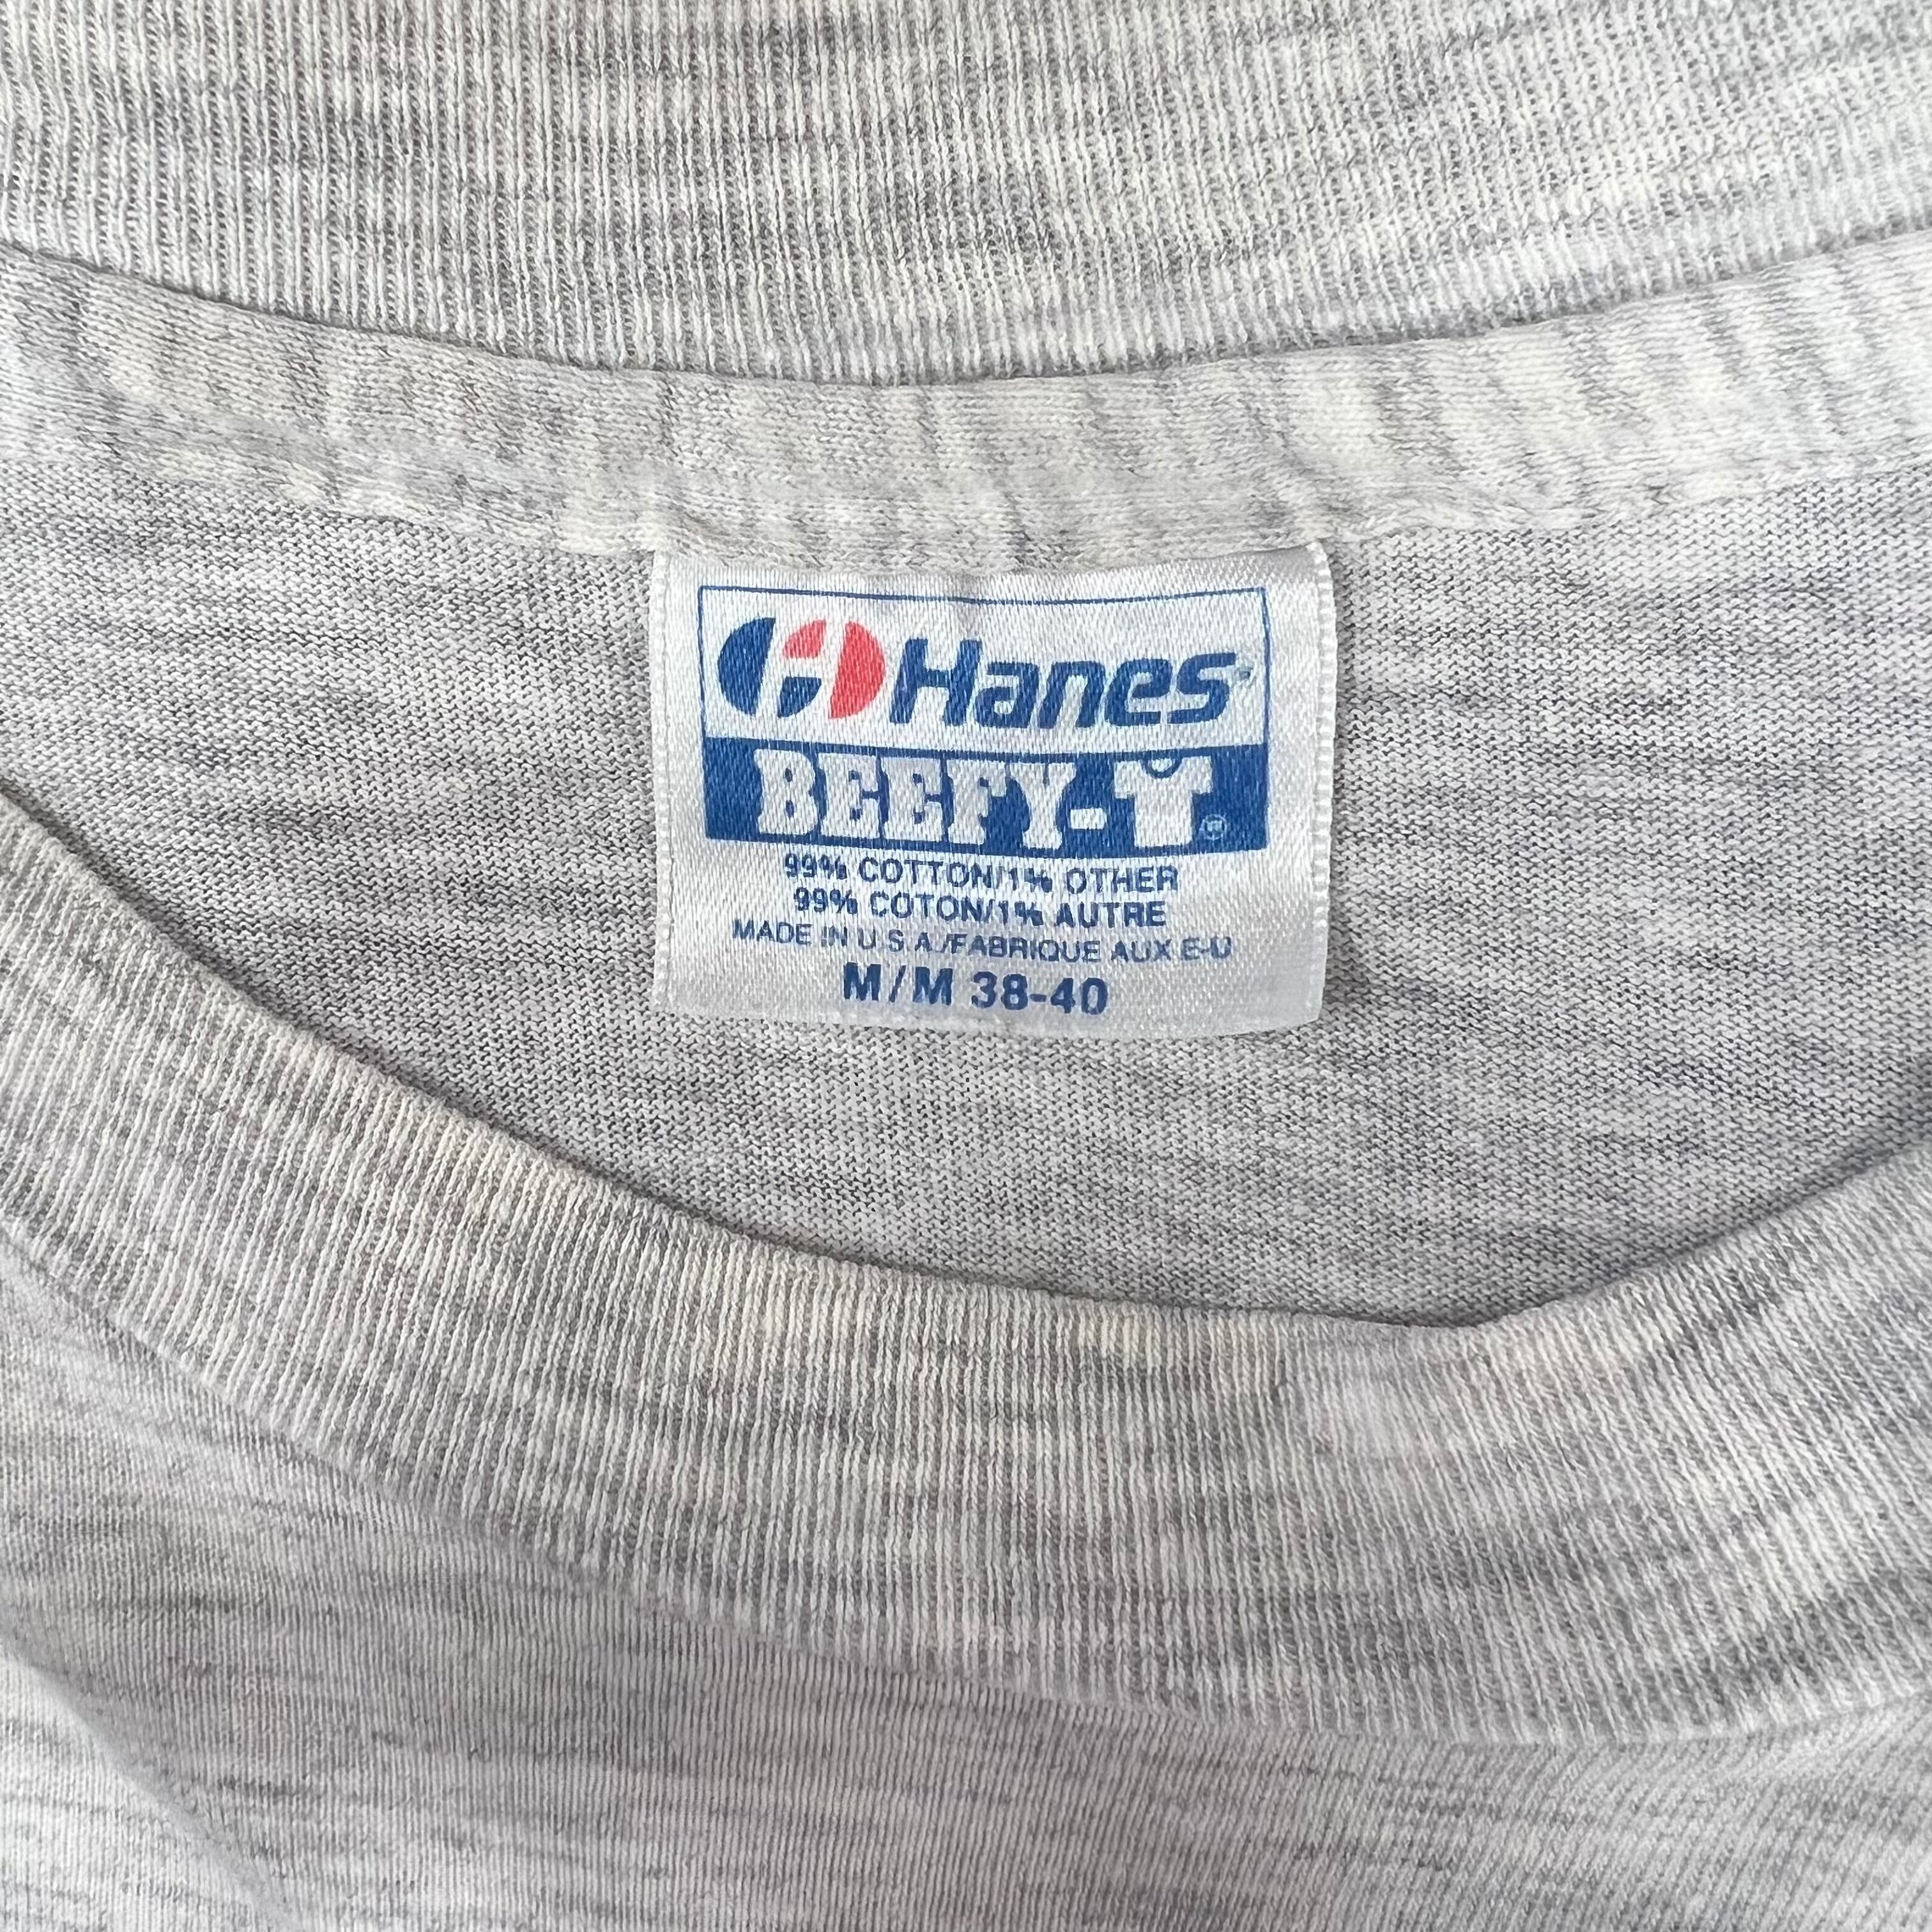 Hanes
BEEFY-T®
99% COTTON/1% OTHER
99% COTON/1% AUTRE
MADE IN U.S.A./FABRIQUE AUX E-U
M/M 38-40